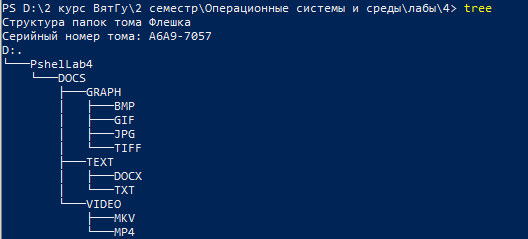 PS D:\2 курс ВятГу\2 семестр\Операционные системы и среды\лабы\4> tree
Структура папок тома Флешка
Серийный номер тома: A6A9-7057
D:.
└───PshelLab4
    └───DOCS
        ├───GRAPH
        │   ├───BMP
        │   ├───GIF
        │   ├───JPG
        │   └───TIFF
        ├───TEXT
        │   ├───DOCX
        │   └───TXT
        └───VIDEO
            ├───MKV
            └───MP4